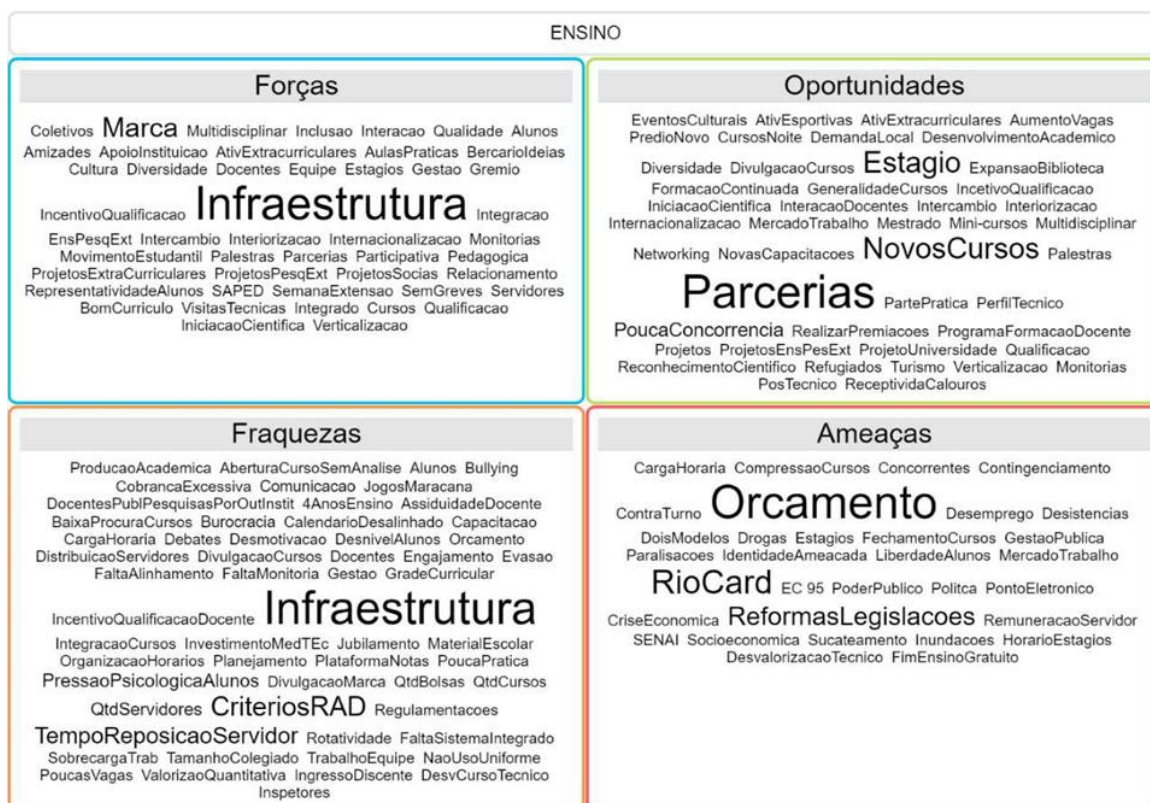 ENSINO
Forças
Coletivos Marca Multidisciplinar Inclusao Interacao Qualidade Alunos
Amizades ApoioInstituicao AtivExtracurriculares AulasPraticas BercarioIdeias
Cultura Diversidade Docentes Equipe Estagios Gestao Gremio
IncentivoQualificacao Infraestrutura Integracao
EnsPesqExt Intercambio Interiorizacao Internacionalizacao Monitorias
MovimentoEstudantil Palestras Parcerias Participativa Pedagogica
ProjetosExtraCurriculares ProjetosPesqExt ProjetosSocias Relacionamento
RepresentatividadeAlunos SAPED SemanaExtensao SemGreves Servidores
BomCurriculo VisitasTecnicas Integrado Cursos Qualificacao
IniciacaoCientifica Verticalizacao
Oportunidades
EventosCulturais AtivEsportivas AtivExtracurriculares AumentoVagas
PredioNovo CursosNoite DemandaLocal DesenvolvimentoAcademico
Diversidade DivulgacaoCursos Estagio ExpansaoBiblioteca
FormacaoContinuada GeneralidadeCursos IncetivoQualificacao
IniciacaoCientifica InteracaoDocentes Intercambio Interiorizacao
Internacionalizacao MercadoTrabalho Mestrado Mini-cursos Multidisciplinar
Networking NovasCapacitacoes NovosCursos Palestras
Parcerias PartePratica PerfilTecnico
PoucaConcorrencia RealizarPremiacoes ProgramaFormacaoDocente
Projetos ProjetosEnsPesExt ProjetoUniversidade Qualificacao
ReconhecimentoCientifico Refugiados Turismo Verticalizacao Monitorias
PosTecnico ReceptividaCalouros
Fraquezas
ProducaoAcademica AberturaCursoSemAnalise Alunos Bullying
CobrancaExcessiva Comunicacao JogosMaracana
DocentesPublPesquisasPorOutInstit 4AnosEnsino AssiduidadeDocente
BaixaProcuraCursos Burocracia CalendarioDesalinhado Capacitacao
CargaHoraria Debates Desmotivacao DesnivelAlunos Orcamento
DistribuicaoServidores DivulgacaoCursos Docentes Engajamento Evasao
FaltaAlinhamento FaltaMonitoria Gestao GradeCurricular
IncentivoQualificacaoDocente Infraestrutura
IntegracaoCursos InvestimentoMedTEc Jubilamento MaterialEscolar
OrganizacaoHorarios Planejamento PlataformaNotas PoucaPratica
PressaoPsicologicaAlunos DivulgacaoMarca QtdBolsas QtdCursos
QtdServidores CriteriosRAD Regulamentacoes
TempoReposicaoServidor Rotatividade FaltaSistemaIntegrado
SobrecargaTrab TamanhoColegiado TrabalhoEquipe NaoUsoUniforme
PoucasVagas ValorizaoQuantitativa IngressoDiscente DesvCursoTecnico
Inspetores
Ameaças
CargaHoraria CompressaoCursos Concorrentes Contingenciamento
ContraTurno Orcamento Desemprego Desistencias
DoisModelos Drogas Estagios FechamentoCursos GestaoPublica
Paralisacoes IdentidadeAmeacada LiberdadeAlunos MercadoTrabalho
RioCard EC 95 PoderPublico Politca PontoEletronico
CriseEconomica ReformasLegislacoes RemuneracaoServidor
SENAI Socioeconomica Sucateamento Inundacoes HorarioEstagios
DesvalorizacaoTecnico FimEnsinoGratuito